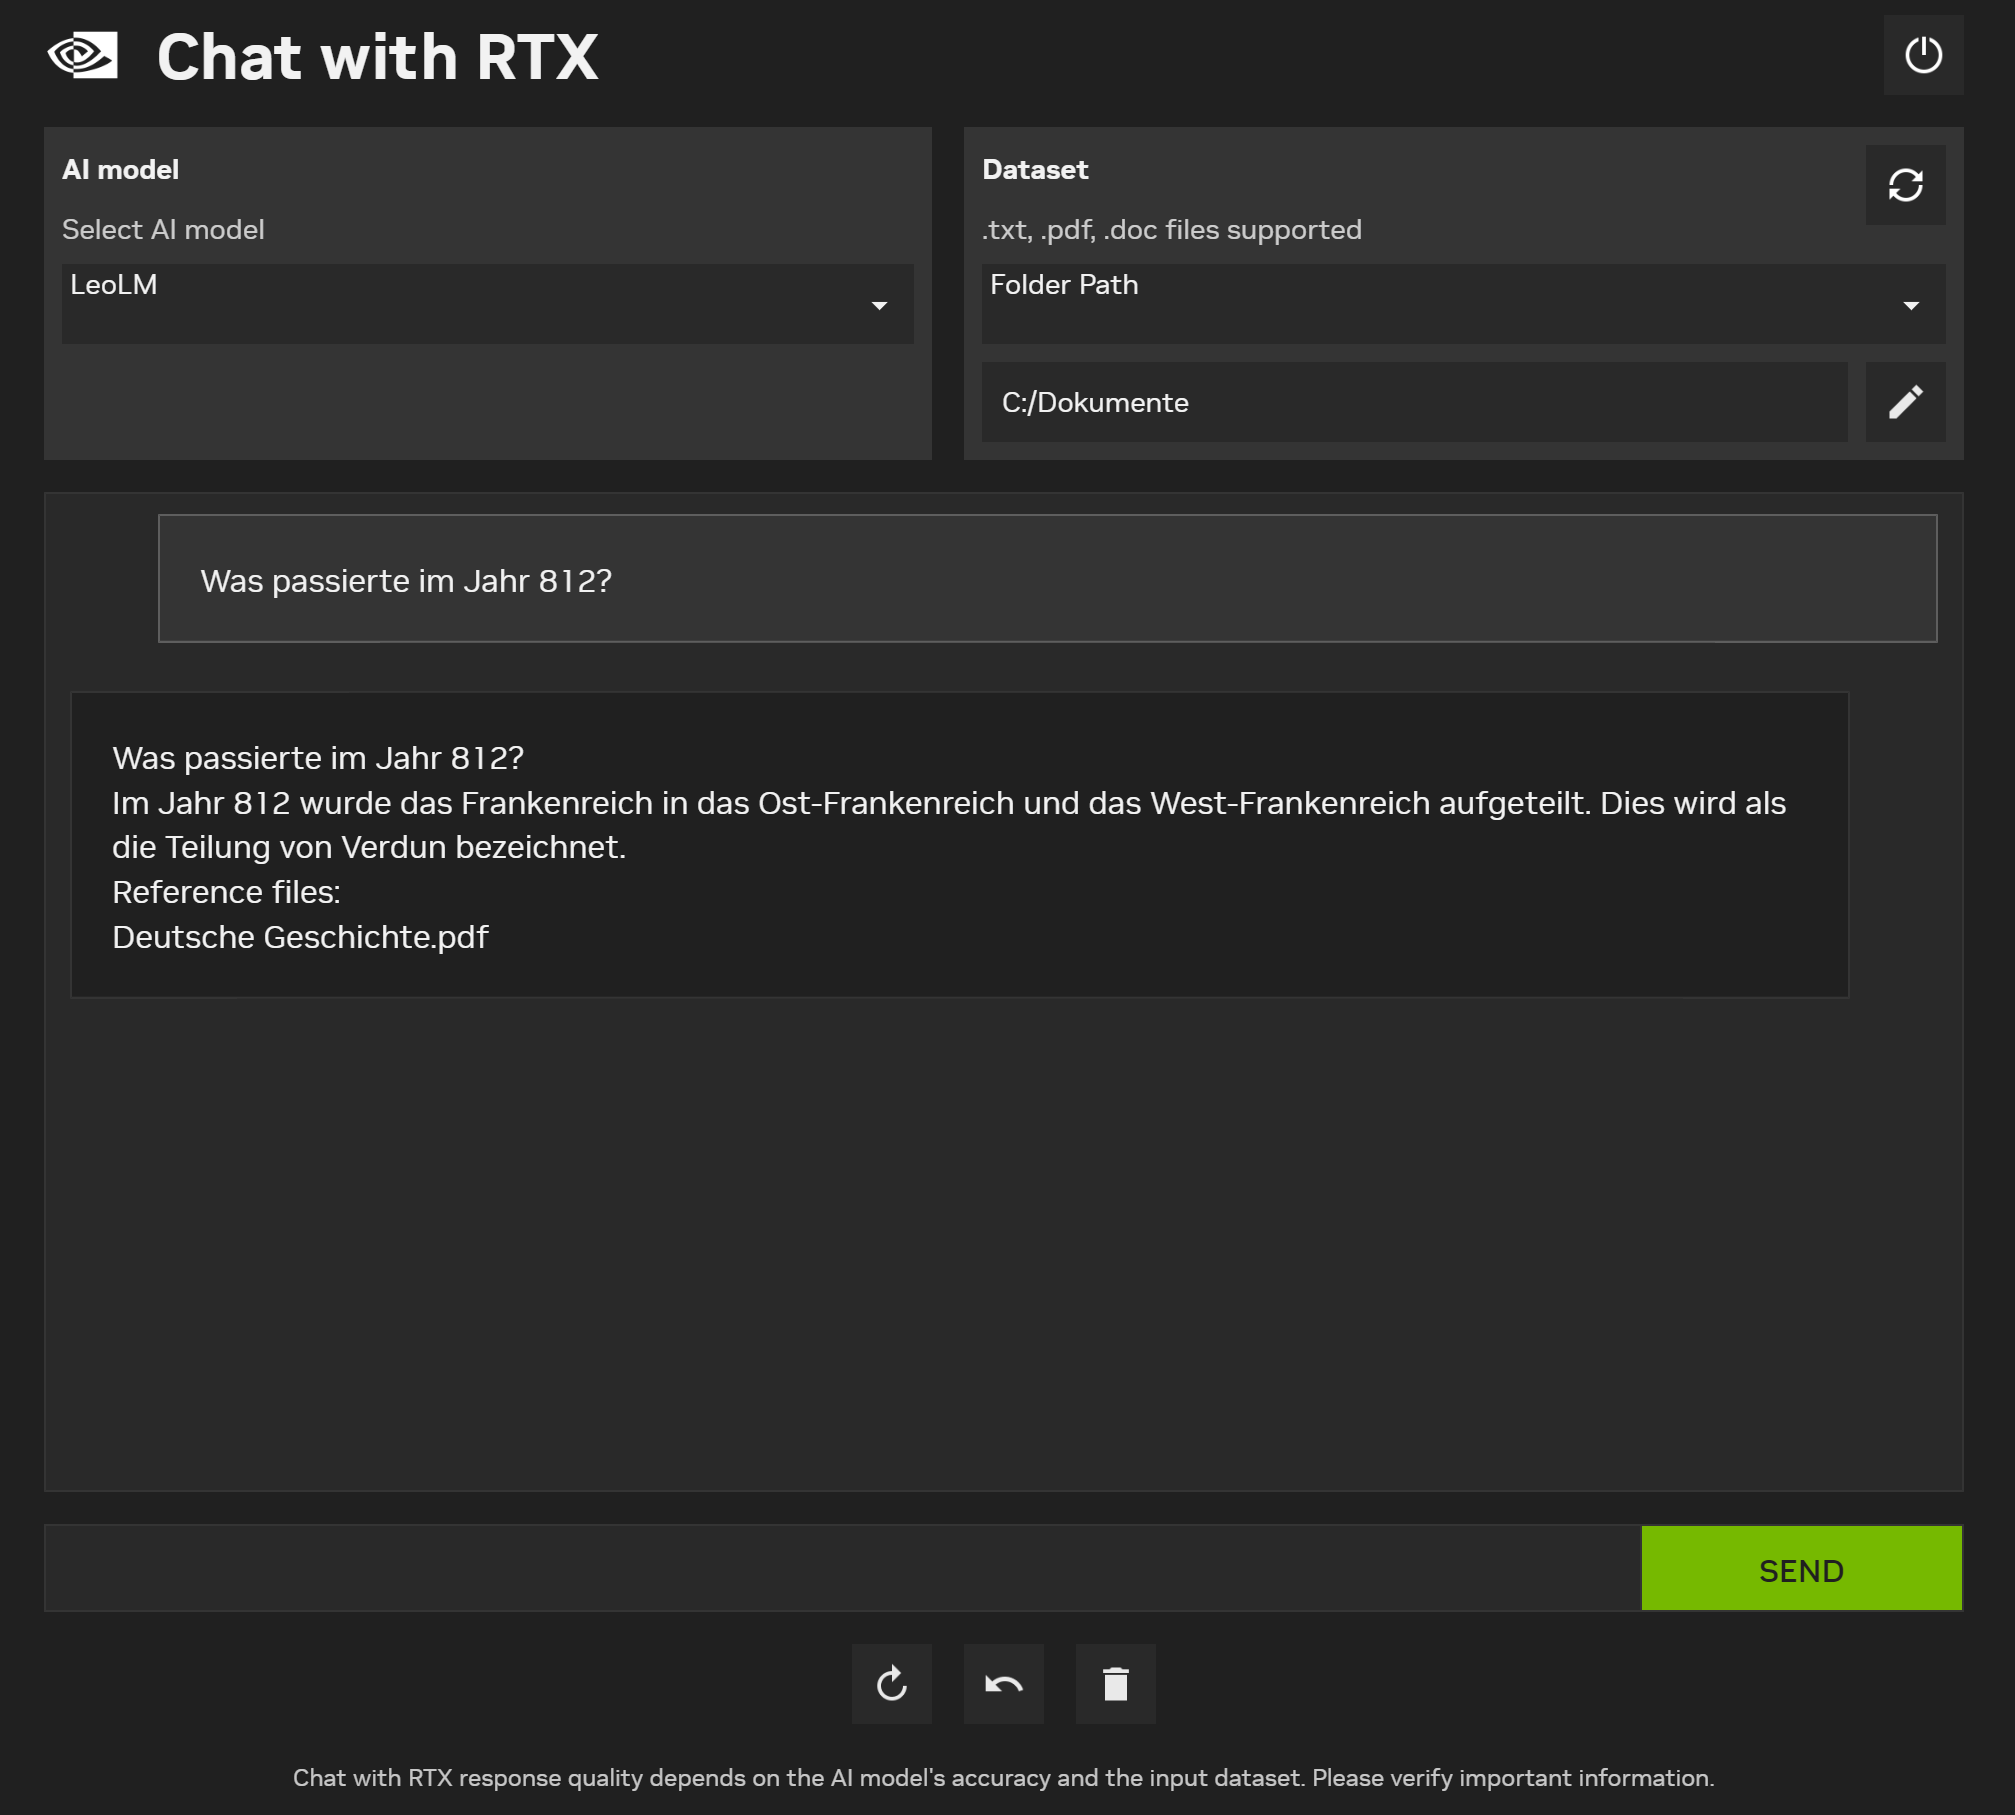 Chat with RTX
AI model
Select AI model
LeoLM
Dataset
.txt, .pdf, .doc files supported
Folder Path
C:/Dokumente
Was passierte im Jahr 812?
Was passierte im Jahr 812?
Im Jahr 812 wurde das Frankenreich in das Ost-Frankenreich und das West-Frankenreich aufgeteilt. Dies wird als
die Teilung von Verdun bezeichnet.
Reference files:
Deutsche Geschichte.pdf
SEND
Chat with RTX response quality depends on the AI model's accuracy and the input dataset. Please verify important information.